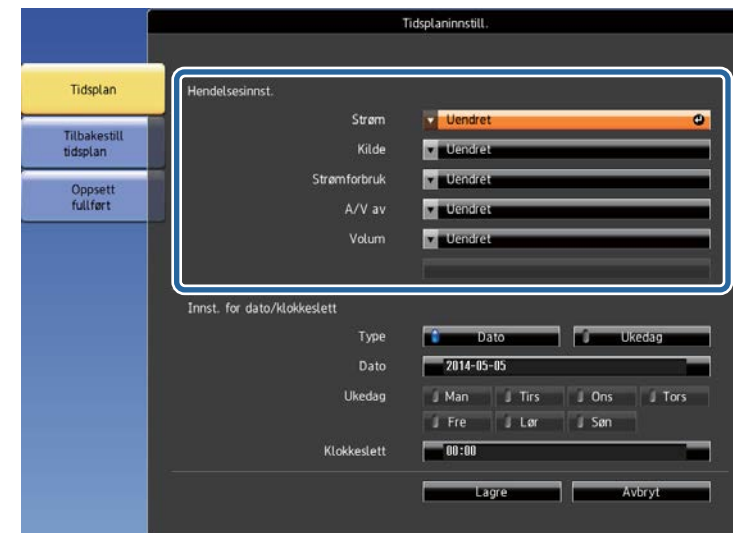 Tidsplaninnstill.
Tidsplan
Tilbakestill
tidsplan
Oppsett
fullført
Hendelsesinnst.
Strøm Uendret
Kilde Uendret
Strømforbruk Uendret
A/V av Uendret
Volum Uendret
Innst. for dato/klokkeslett
Type Dato Ukedag
Dato 2014-05-05
Ukedag Man Tirs Ons Tors
Fre Lør Søn
Klokkeslett 00:00
Lagre Avbryt